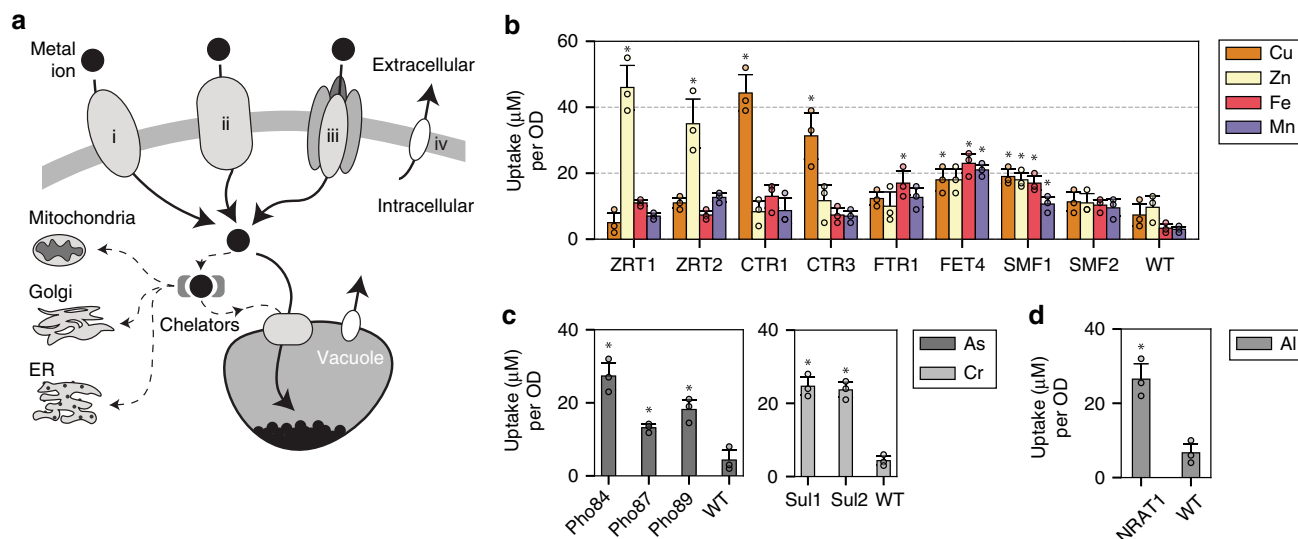 a
Metal
ion
Extracellular
i
ii
iii
iv
Intracellular
Mitochondria
Golgi
Chelators
ER
Vacuole
b
Uptake (μM)
per OD
60
40
20
0
*
*
*
*
*
* * * *
* * * *
ZRT1 ZRT2 CTR1 CTR3 FTR1 FET4 SMF1 SMF2 WT
Cu
Zn
Fe
Mn
c
Uptake (μM)
per OD
40
20
0
*
*
*
Pho84 Pho87 Pho89 WT
40
20
0
* *
Sul1 Sul2 WT
As
Cr
d
Uptake (μM)
per OD
40
20
0
*
NRAT1 WT
Al